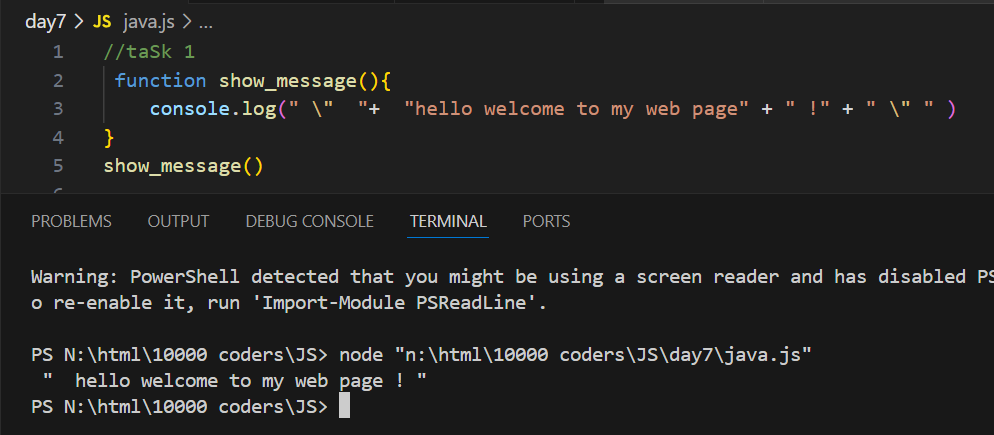 day7 > JS java.js > ...
1 //taSk 1
2 function show_message(){
3 console.log(" \"  "+  "hello welcome to my web page" + " !" + " \" " )
4 }
5 show_message()
PROBLEMS OUTPUT DEBUG CONSOLE TERMINAL PORTS
Warning: PowerShell detected that you might be using a screen reader and has disabled PS
o re-enable it, run 'Import-Module PSReadLine'.
PS N:\html\10000 coders\JS> node "n:\html\10000 coders\JS\day7\java.js"
"  hello welcome to my web page ! "
PS N:\html\10000 coders\JS>